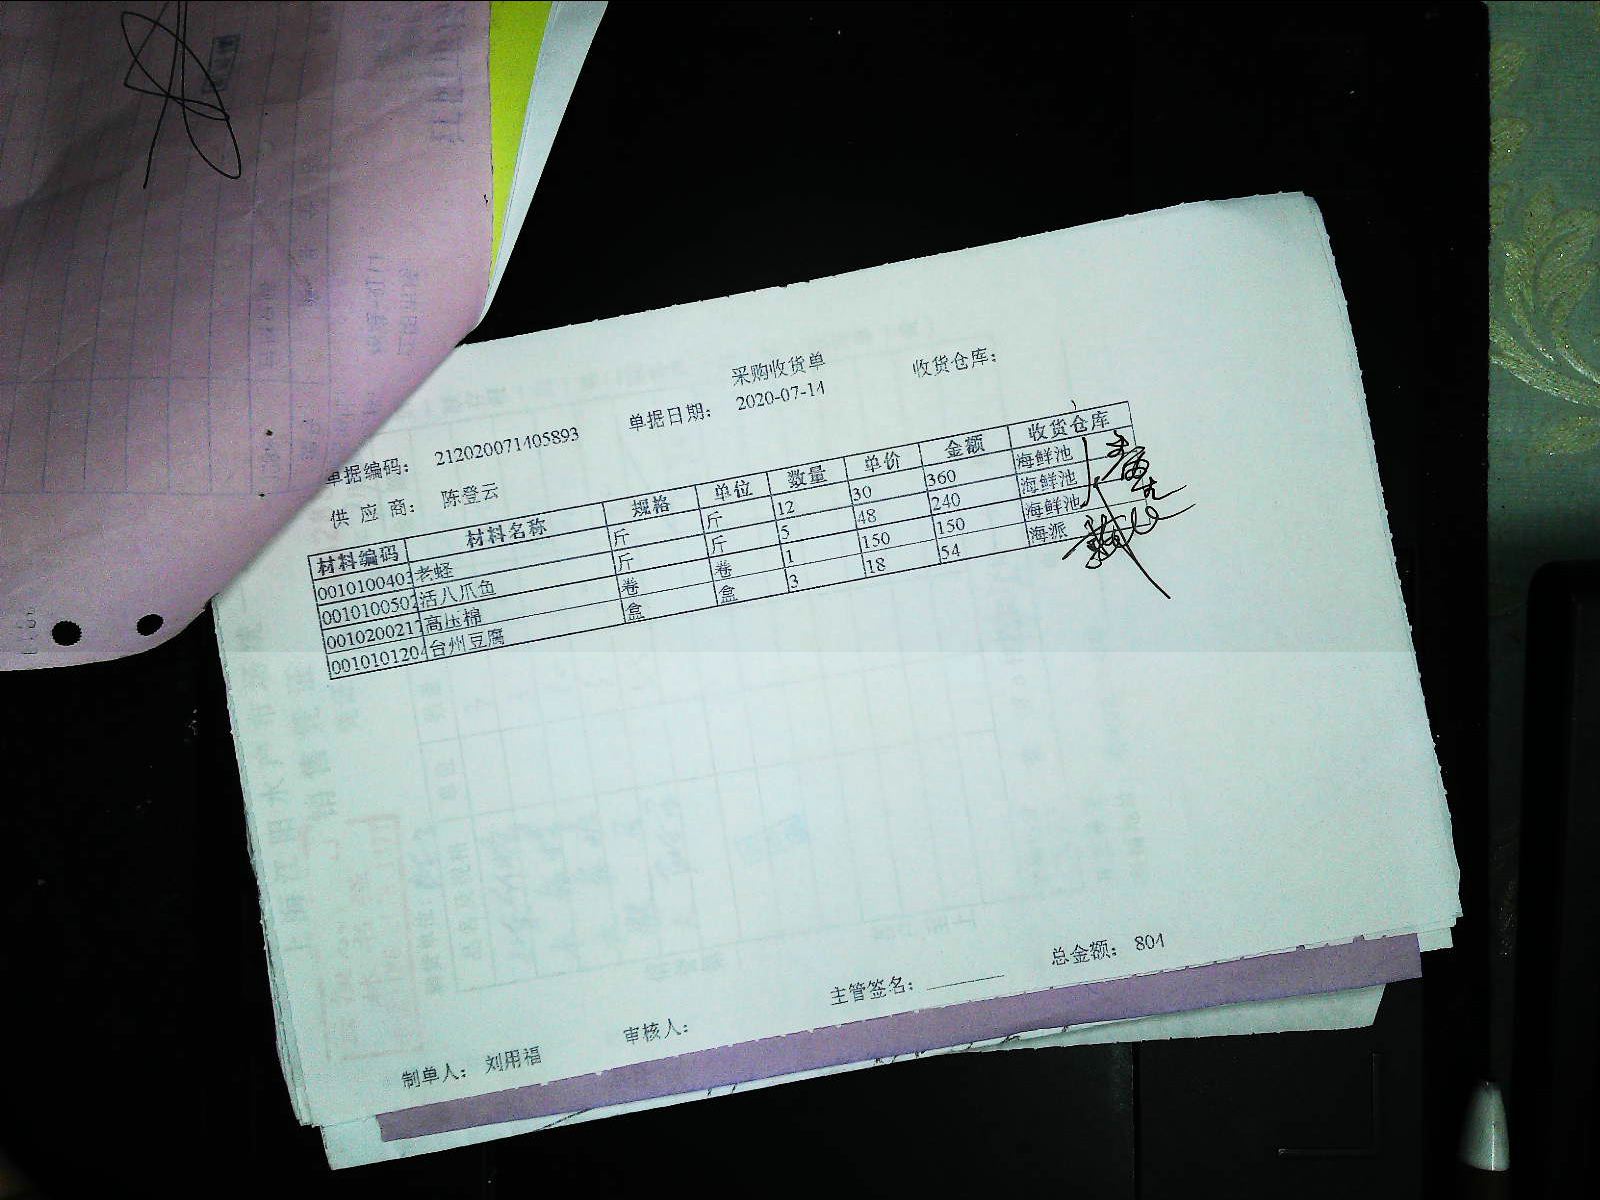 采购收货单
收货仓库:
单据编码: 212020071405893 单据日期: 2020-07-14
供 应 商: 陈登云
材料编码 材料名称 规格 单位 数量 单价 金额 收货仓库
0010100403 老蛏 斤 斤 12 30 360 海鲜池
0010100502 活八爪鱼 斤 斤 5 48 240 海鲜池
0010200217 高压棉 卷 卷 1 150 150 海鲜池
0010101204 台州豆腐 盒 盒 3 18 54 海派
制单人: 刘用福 审核人: 主管签名: 总金额: 804